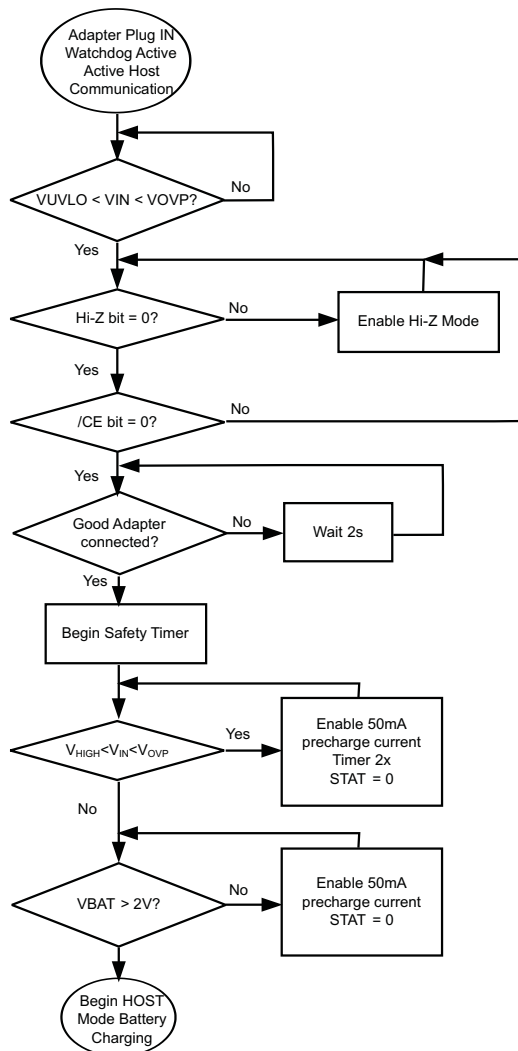 Adapter Plug IN
Watchdog Active
Active Host
Communication
No
VUVLO < VIN < VOVP?
Yes
No
Hi-Z bit = 0?
Enable Hi-Z Mode
Yes
No
/CE bit = 0?
Yes
Good Adapter
connected?
No
Wait 2s
Yes
Begin Safety Timer
Enable 50mA
precharge current
Timer 2x
STAT = 0
Yes
VHIGH<VIN<VOVP
No
Enable 50mA
precharge current
STAT = 0
No
VBAT > 2V?
Begin HOST
Mode Battery
Charging